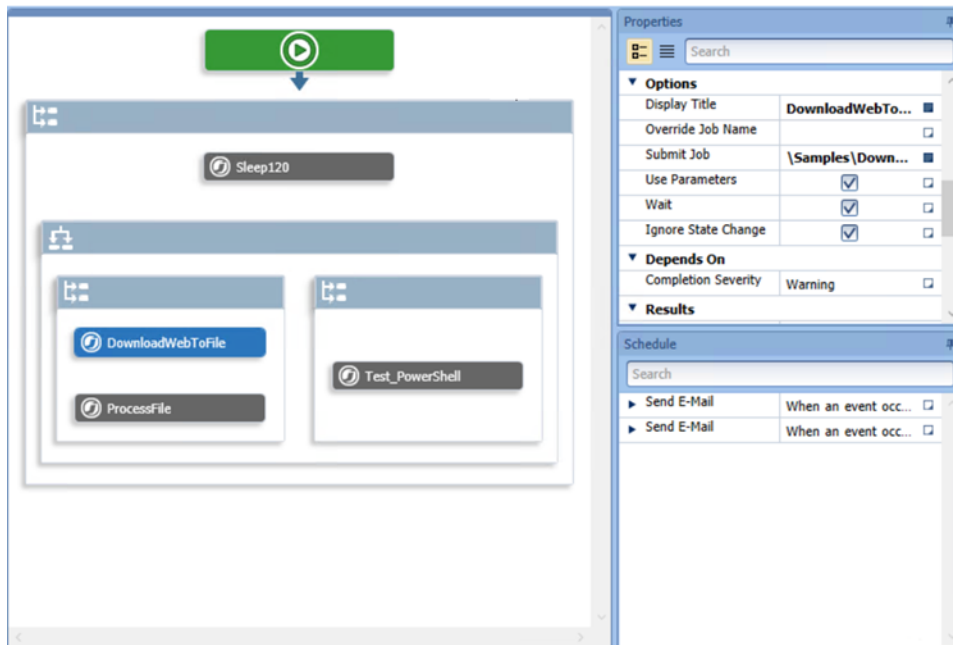 Sleep120
DownloadWebToFile
ProcessFile
Test_PowerShell
Properties
Search
Options
Display Title DownloadWebTo...
Override Job Name
Submit Job \Samples\Down...
Use Parameters
Wait
Ignore State Change
Depends On
Completion Severity Warning
Results
Schedule
Search
Send E-Mail When an event occ...
Send E-Mail When an event occ...